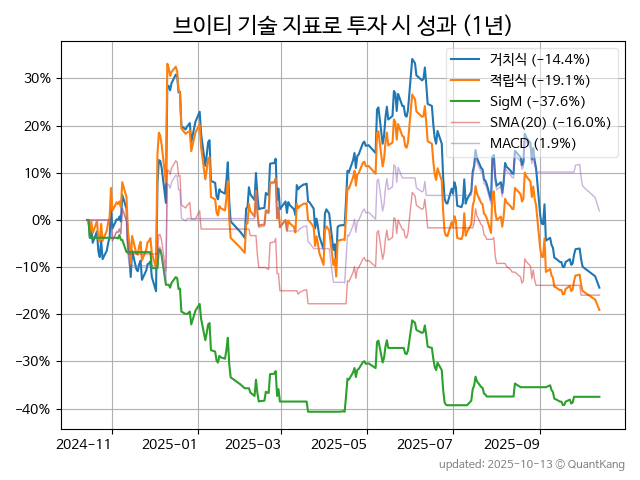 브이티 기술 지표로 투자 시 성과 (1년)
거치식 (−14.4%)
적립식 (−19.1%)
SigM (−37.6%)
SMA(20) (−16.0%)
MACD (1.9%)
30%
20%
10%
0%
−10%
−20%
−30%
−40%
2024-11 2025-01 2025-03 2025-05 2025-07 2025-09
updated: 2025-10-13 © QuantKang